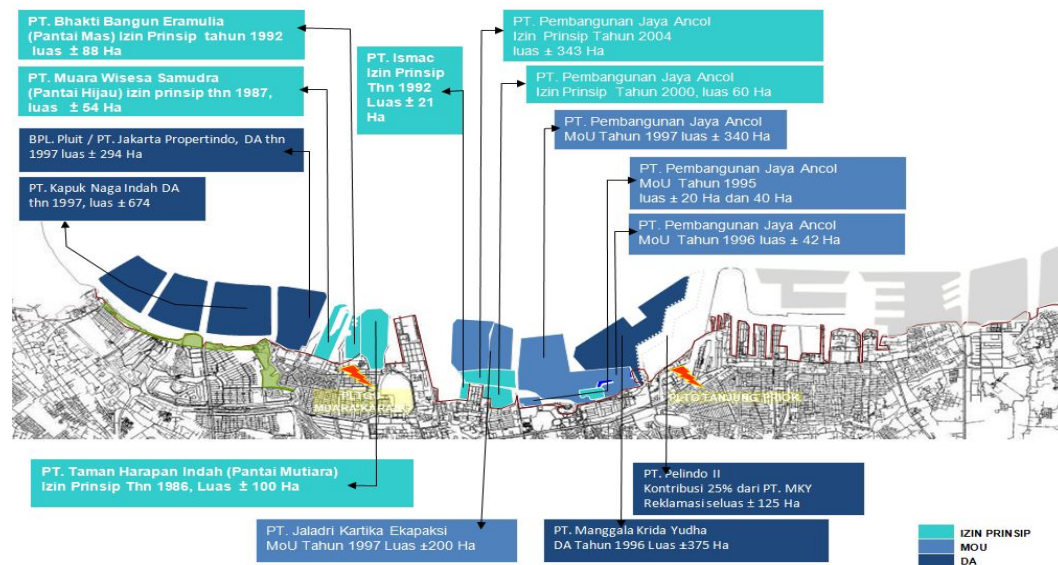 PT. Bhakti Bangun Eramulia
(Pantai Mas) Izin Prinsip tahun 1992
luas ± 88 Ha
PT. Muara Wisesa Samudra
(Pantai Hijau) izin prinsip thn 1987,
luas ± 54 Ha
BPL. Pluit / PT. Jakarta Propertindo, DA thn
1997 luas ± 294 Ha
PT. Kapuk Naga Indah DA
thn 1997, luas ± 674
PT. Ismac
Izin Prinsip
Thn 1992
Luas ± 21
Ha
PT. Pembangunan Jaya Ancol
Izin Prinsip Tahun 2004
luas ± 343 Ha
PT. Pembangunan Jaya Ancol
Izin Prinsip Tahun 2000, luas 60 Ha
PT. Pembangunan Jaya Ancol
MoU Tahun 1997 luas ± 340 Ha
PT. Pembangunan Jaya Ancol
MoU Tahun 1995
luas ± 20 Ha dan 40 Ha
PT. Pembangunan Jaya Ancol
MoU Tahun 1996 luas ± 42 Ha
PLTG
MUARA KARANG
PLTG TANJUNG PRIOK
PT. Taman Harapan Indah (Pantai Mutiara)
Izin Prinsip Thn 1986, Luas ± 100 Ha
PT. Jaladri Kartika Ekapaksi
MoU Tahun 1997 Luas ±200 Ha
PT. Manggala Krida Yudha
DA Tahun 1996 Luas ±375 Ha
PT. Pelindo II
Kontribusi 25% dari PT. MKY
Reklamasi seluas ± 125 Ha
IZIN PRINSIP
MOU
DA